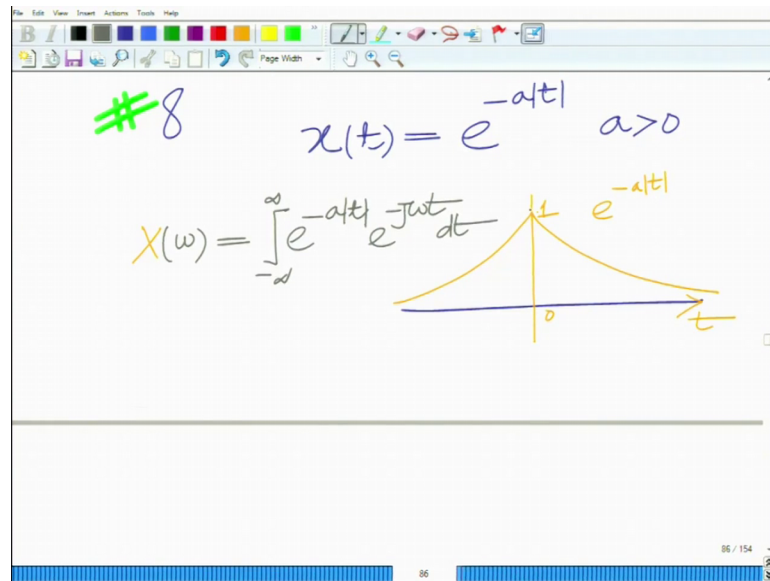 File Edit View Insert Actions Tools Help
B I
Page Width
#8 x(t) = e^{-a|t|} a>0
X(ω) = ∫_{-∞}^{∞} e^{-a|t|} e^{-jωt} dt
1 e^{-a|t|}
0 t
86 / 154
86